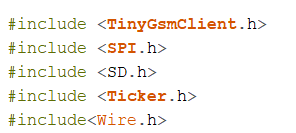 #include <TinyGsmClient.h>
#include <SPI.h>
#include <SD.h>
#include <Ticker.h>
#include<Wire.h>